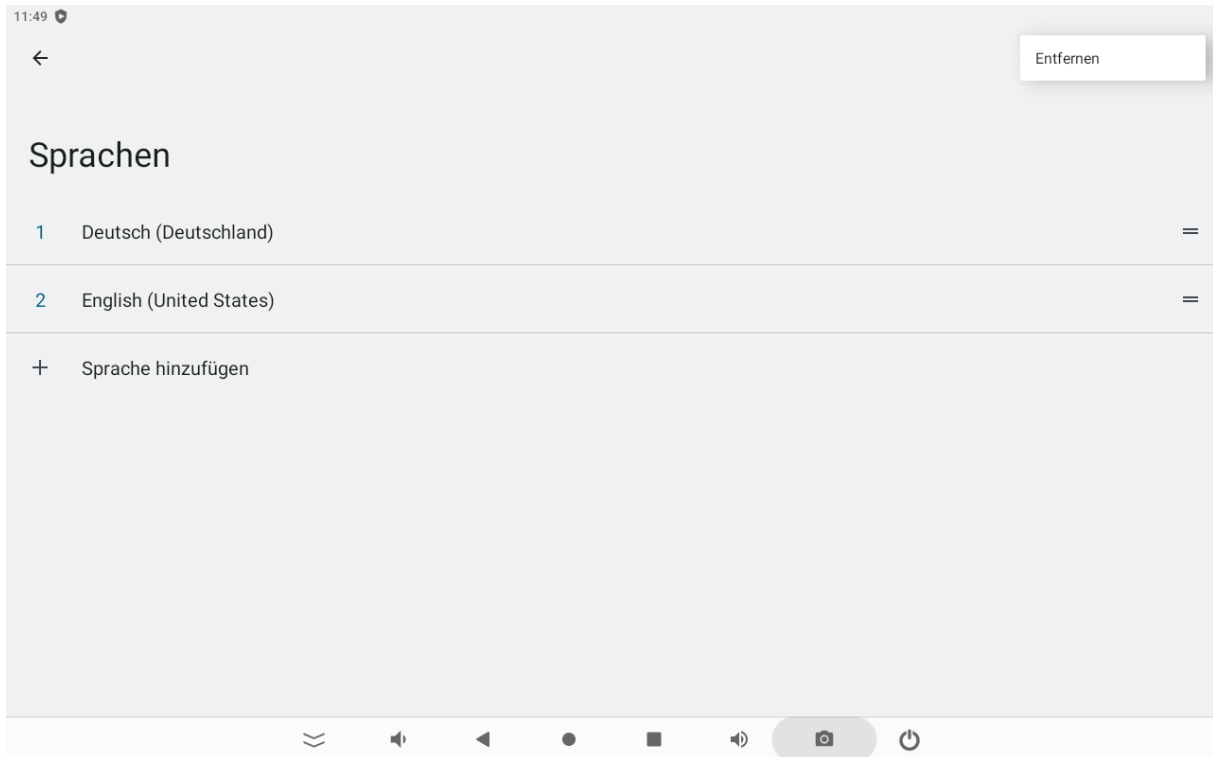 11:49
Entfernen
Sprachen
1 Deutsch (Deutschland)
2 English (United States)
+ Sprache hinzufügen